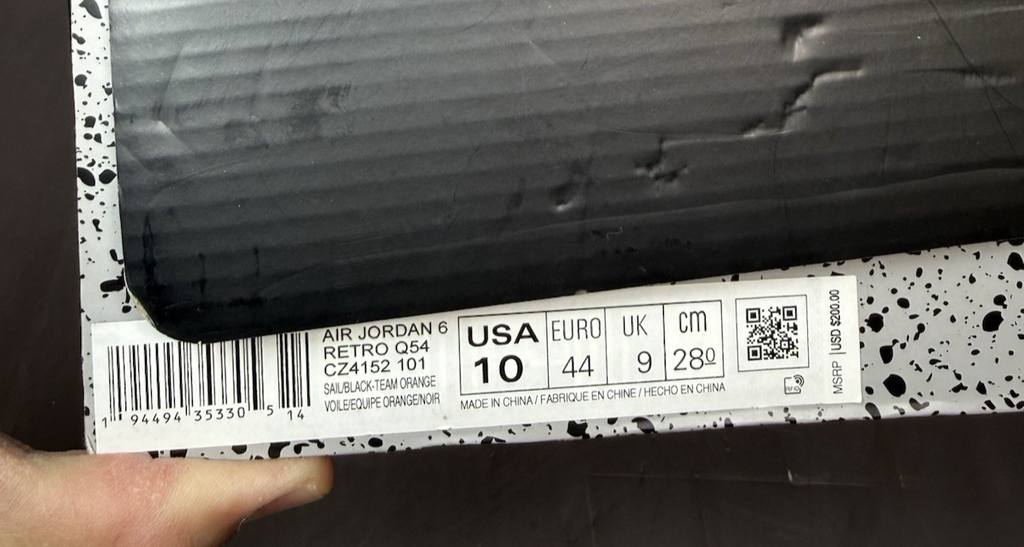 AIR JORDAN 6
RETRO Q54
CZ4152 101
SAIL/BLACK-TEAM ORANGE
VOILE/EQUIPE ORANGE/NOIR
1 94494 35330 5 14
USA
10
EURO
44
UK
9
cm
280
MADE IN CHINA / FABRIQUE EN CHINE / HECHO EN CHINA
MSRP | USD $200.00